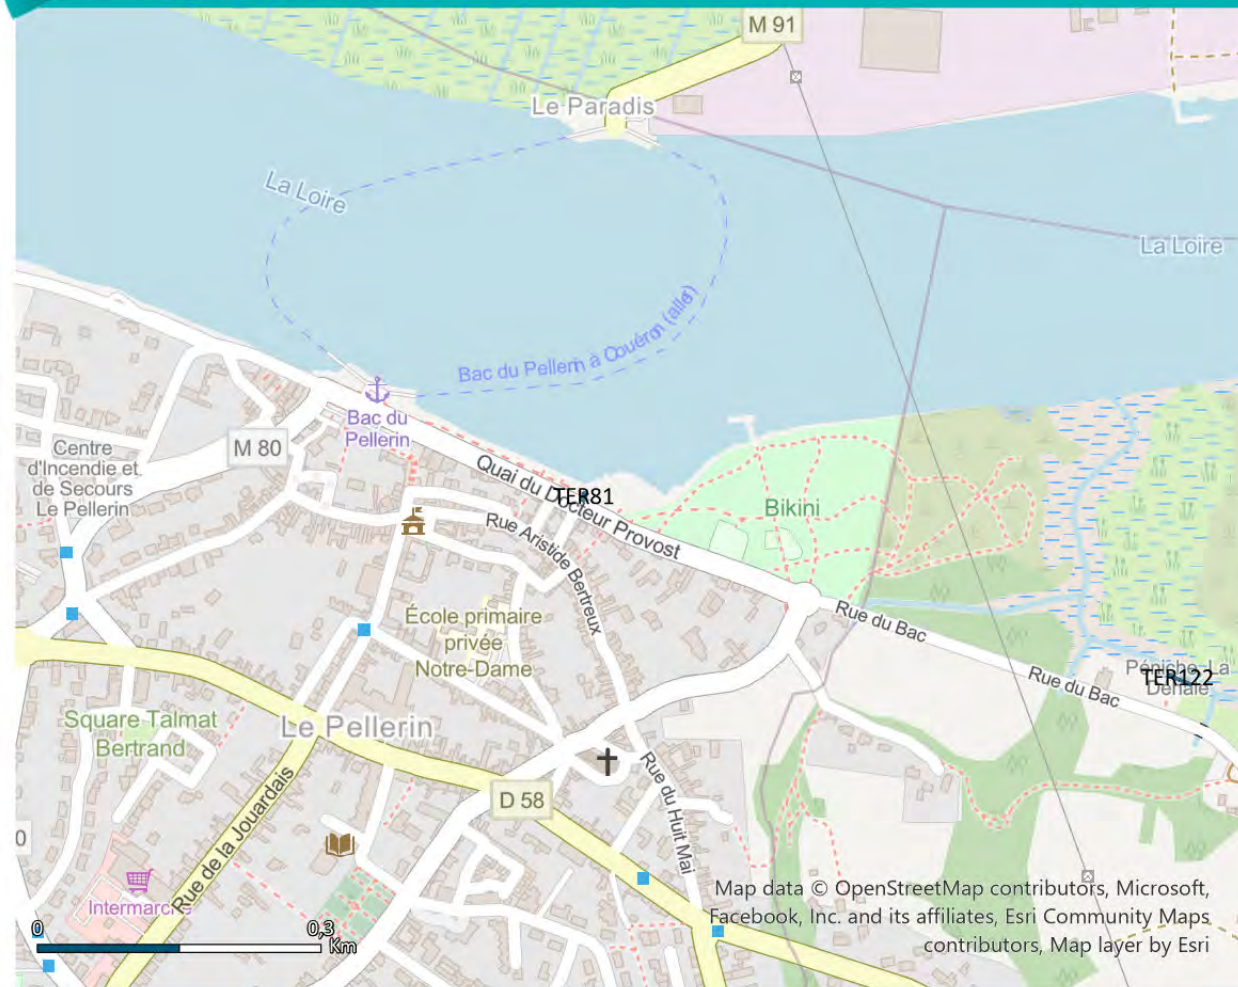 M 91
Le Paradis
La Loire
La Loire
Bac du Pellerin à Couëron (aller)
Bac du
Pellerin
M 80
Centre
d'Incendie et
de Secours
Le Pellerin
Quai du Docteur Provost
TER81
Bikini
Rue Aristide Bertreux
École primaire
privée
Notre-Dame
Rue du Bac
Rue du Bac
Péniche La
Dérale
TER122
Square Talmat
Bertrand
Le Pellerin
D 58
Rue du Huit Mai
Rue de la Jouardais
0
Intermarché
0
0,3
Km
Map data © OpenStreetMap contributors, Microsoft,
Facebook, Inc. and its affiliates, Esri Community Maps
contributors, Map layer by Esri